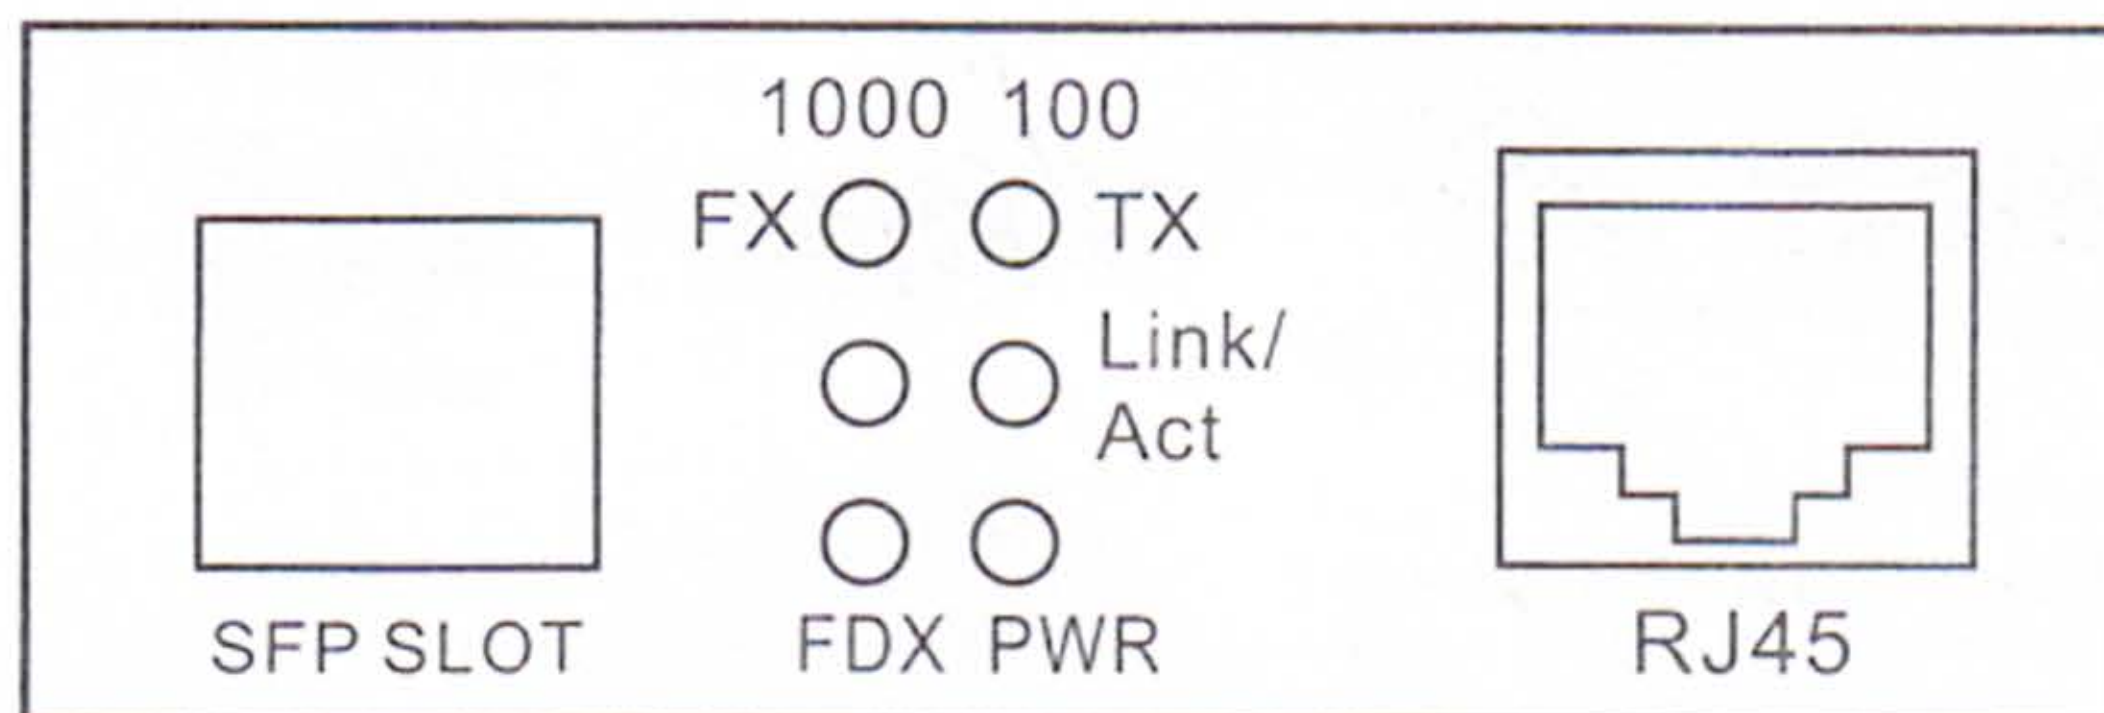 1000 100
FX TX
Link/
Act
SFP SLOT
FDX PWR
RJ45